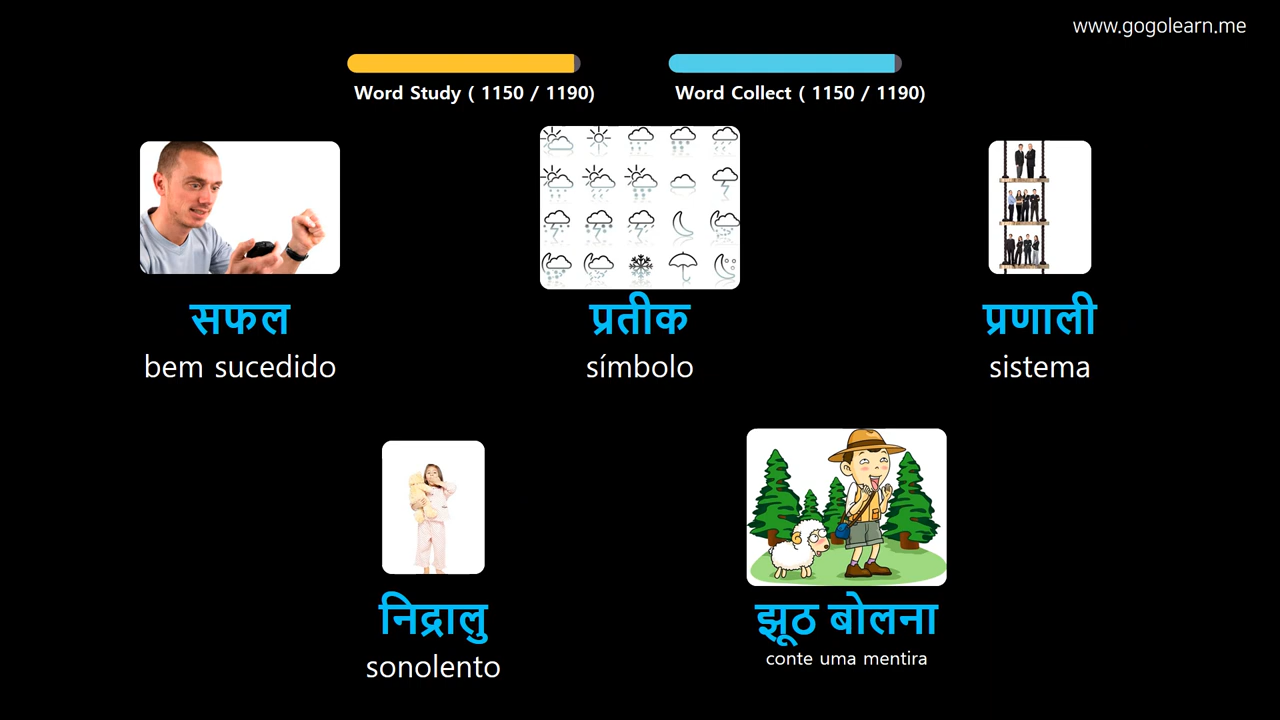 www.gogolearn.me
Word Study ( 1150 / 1190)
Word Collect ( 1150 / 1190)
सफल
bem sucedido
प्रतीक
símbolo
प्रणाली
sistema
निद्रालु
sonolento
झूठ बोलना
conte uma mentira